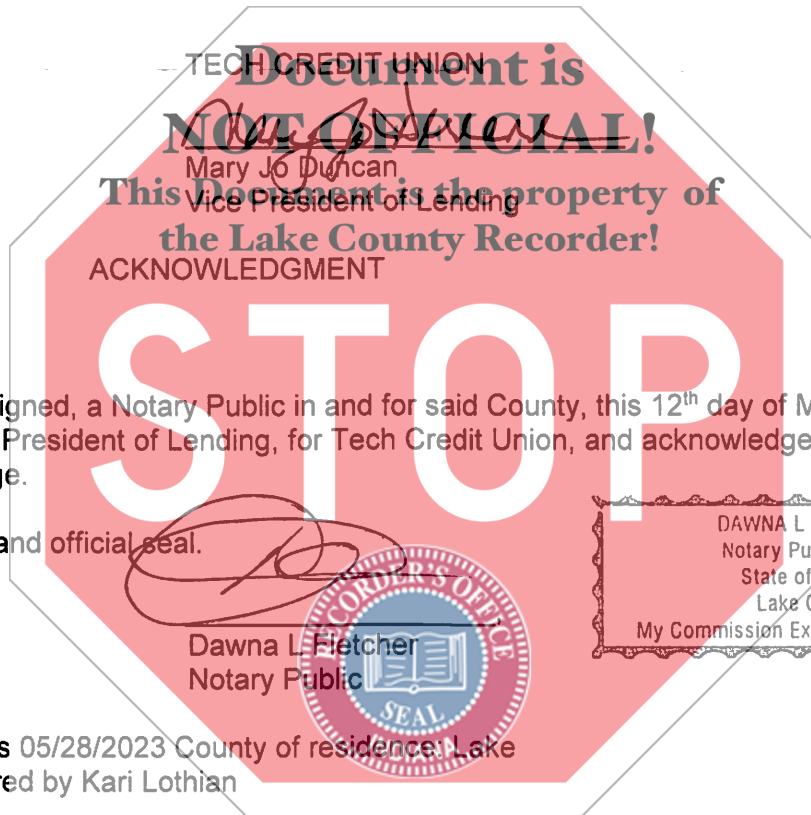 TECH CREDIT UNION
Document is
NOT OFFICIAL!
Mary Jo Duncan
This Document is the property of
Vice President of Lending
the Lake County Recorder!
ACKNOWLEDGMENT
STOP
igned, a Notary Public in and for said County, this 12th day of M
President of Lending, for Tech Credit Union, and acknowledge
ge.
and official seal.
DAWNA L
Notary Pu
State of
Lake C
My Commission Ex
Dawna L Fletcher
Notary Public
RECORDER'S OFFICE
SEAL
s 05/28/2023 County of residence: Lake
red by Kari Lothian